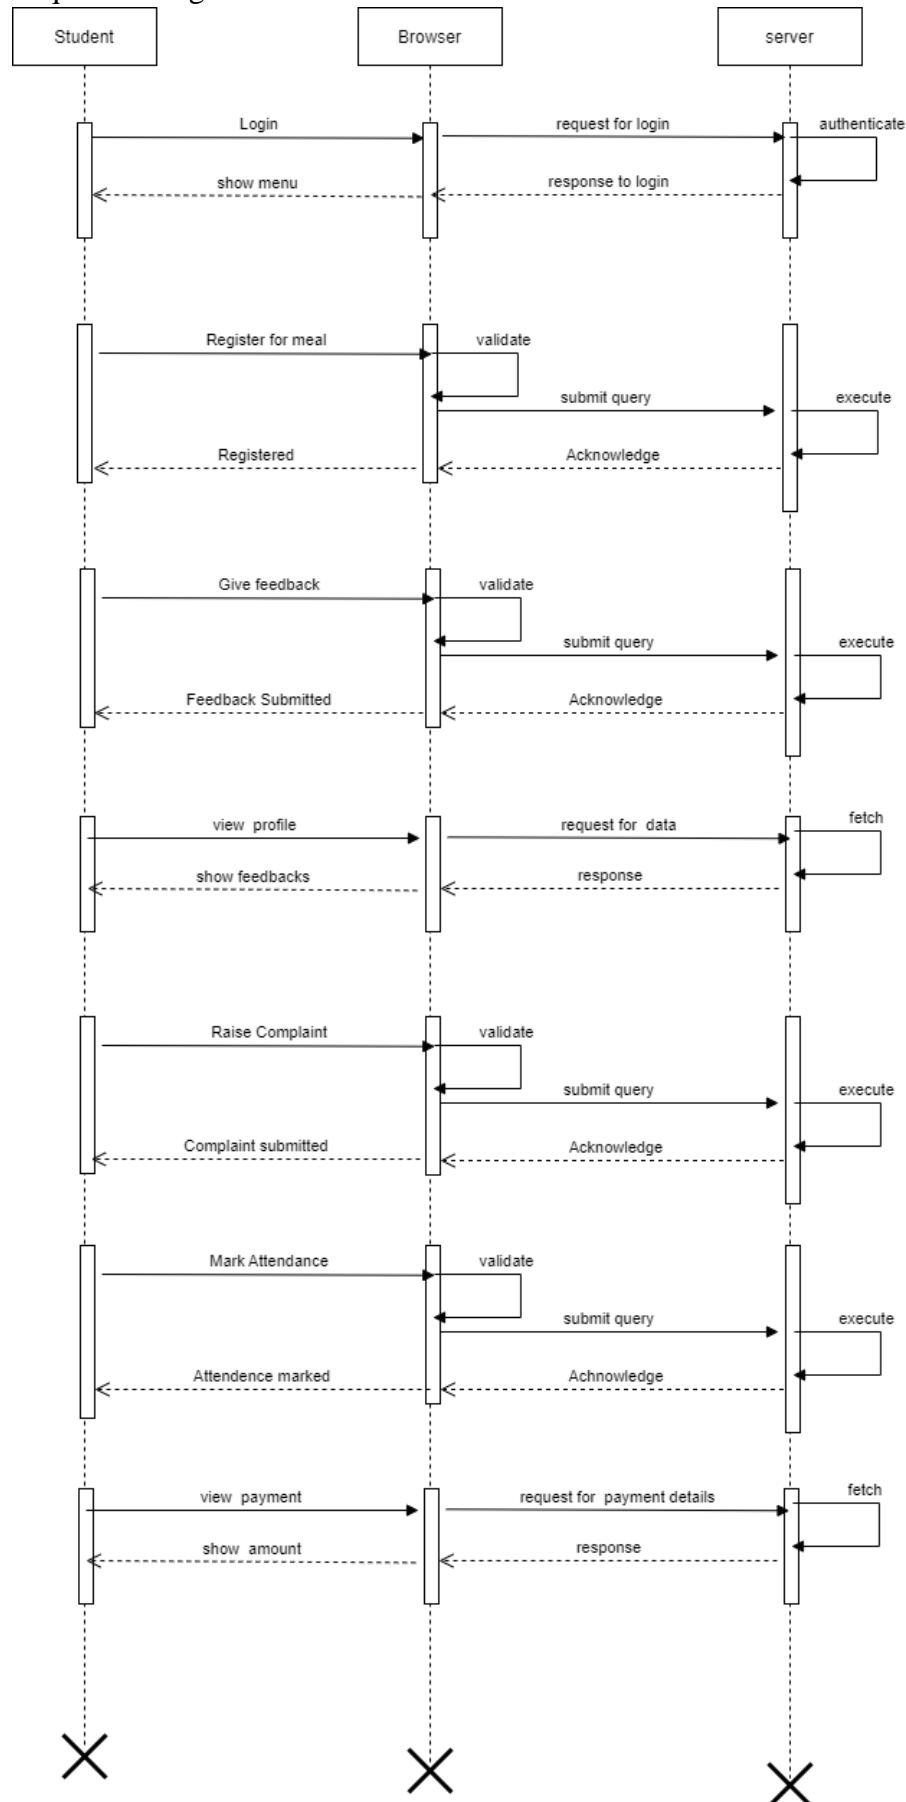 Student
Browser
server
Login
request for login
authenticate
show menu
response to login
Register for meal
validate
submit query
execute
Registered
Acknowledge
Give feedback
validate
submit query
execute
Feedback Submitted
Acknowledge
view profile
request for data
fetch
show feedbacks
response
Raise Complaint
validate
submit query
execute
Complaint submitted
Acknowledge
Mark Attendance
validate
submit query
execute
Attendence marked
Achnowledge
view payment
request for payment details
fetch
show amount
response